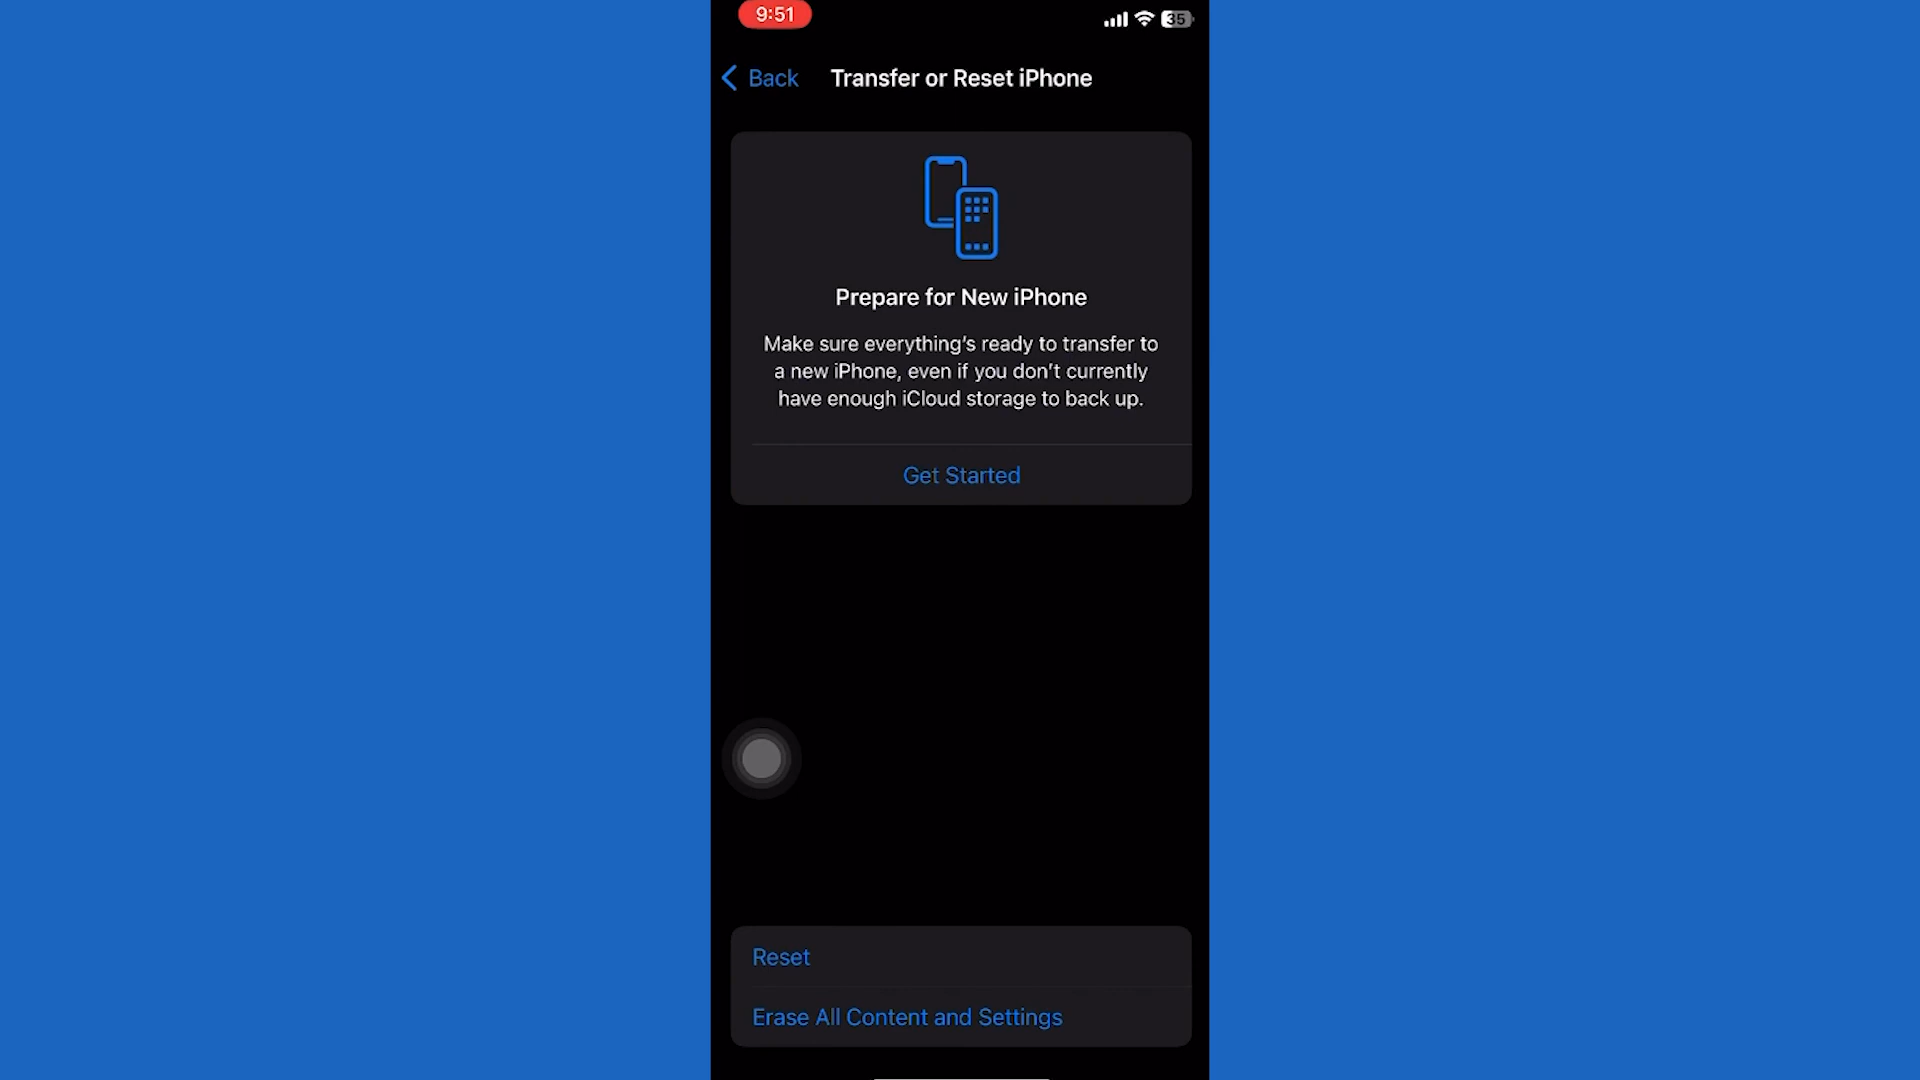 9:51
35
Back
Transfer or Reset iPhone
Prepare for New iPhone
Make sure everything's ready to transfer to
a new iPhone, even if you don't currently
have enough iCloud storage to back up.
Get Started
Reset
Erase All Content and Settings